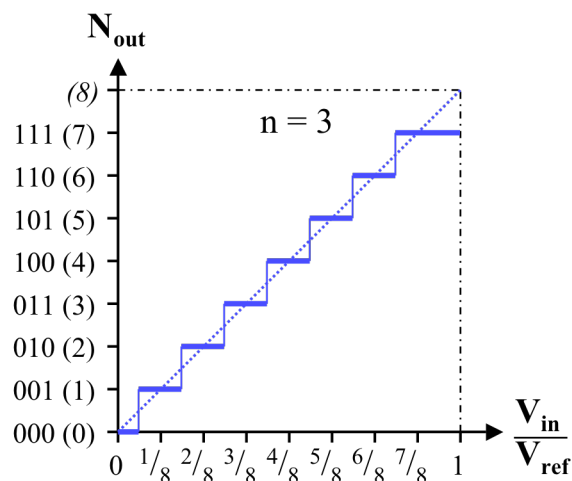 N_out
(8)
n = 3
111 (7)
110 (6)
101 (5)
100 (4)
011 (3)
010 (2)
001 (1)
000 (0)
0 1/8 2/8 3/8 4/8 5/8 6/8 7/8 1
V_in
V_ref